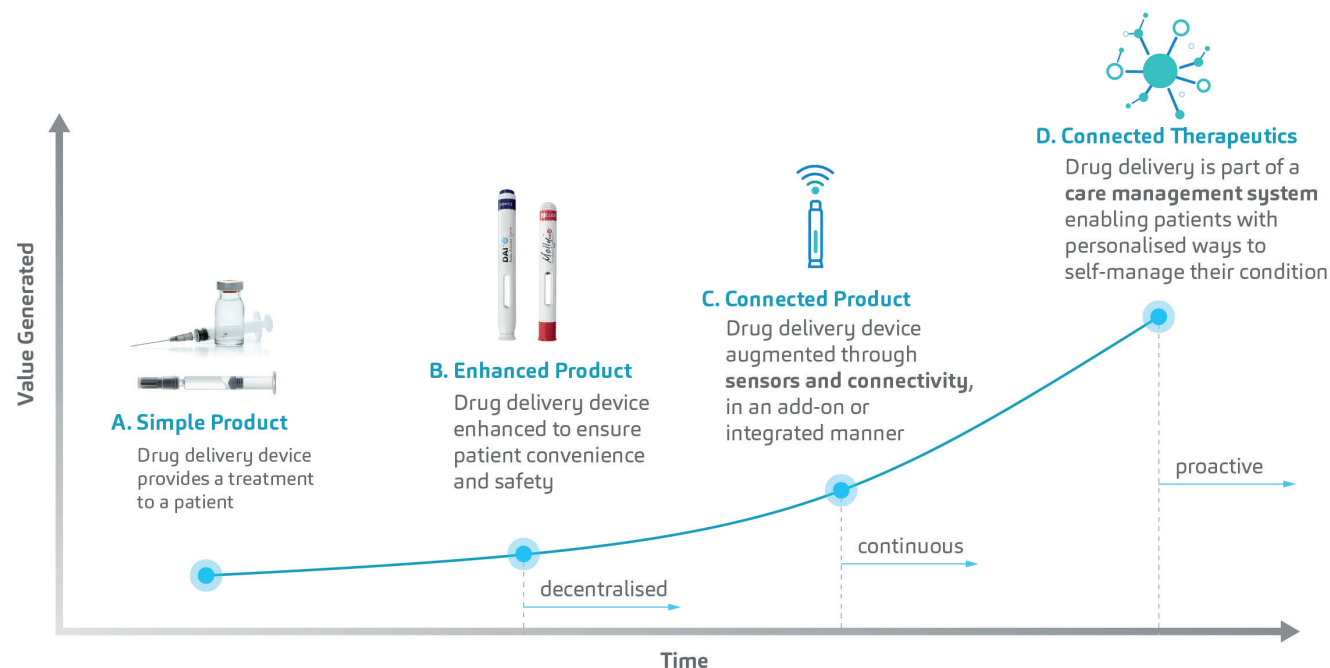 D. Connected Therapeutics
Drug delivery is part of a
care management system
enabling patients with
personalised ways to
self-manage their condition
C. Connected Product
Drug delivery device
augmented through
sensors and connectivity,
in an add-on or
integrated manner
DAI
Molly
B. Enhanced Product
Drug delivery device
enhanced to ensure
patient convenience
and safety
A. Simple Product
Drug delivery device
provides a treatment
to a patient
Value Generated
proactive
continuous
decentralised
Time